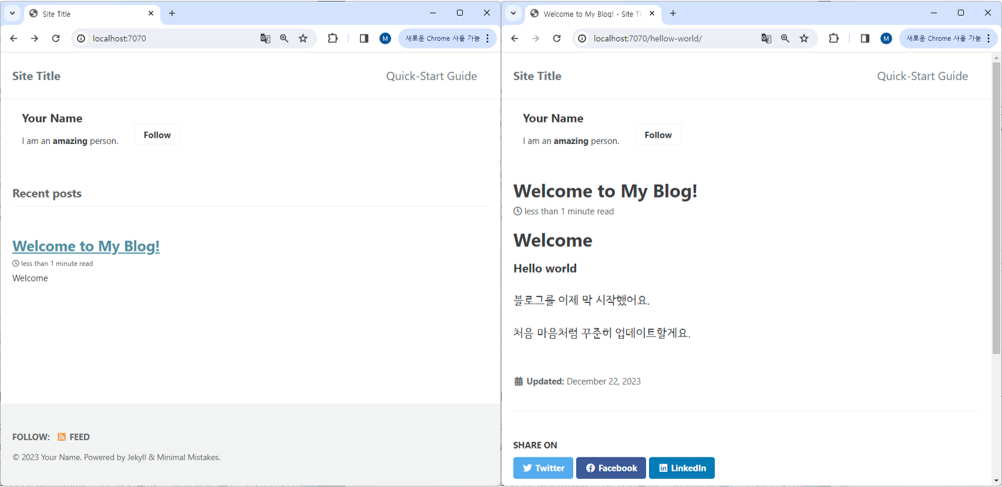 Site Title
localhost:7070
새로운 Chrome 사용 가능
Site Title
Quick-Start Guide
Your Name
I am an amazing person.
Follow
Recent posts
Welcome to My Blog!
less than 1 minute read
Welcome
FOLLOW: FEED
© 2023 Your Name. Powered by Jekyll & Minimal Mistakes.
Welcome to My Blog! - Site Ti
localhost:7070/hellow-world/
M
새로운 Chrome 사용 가능
Site Title
Quick-Start Guide
Your Name
I am an amazing person.
Follow
Welcome to My Blog!
less than 1 minute read
Welcome
Hello world
블로그를 이제 막 시작했어요.
처음 마음처럼 꾸준히 업데이트할게요.
Updated: December 22, 2023
SHARE ON
Twitter Facebook LinkedIn